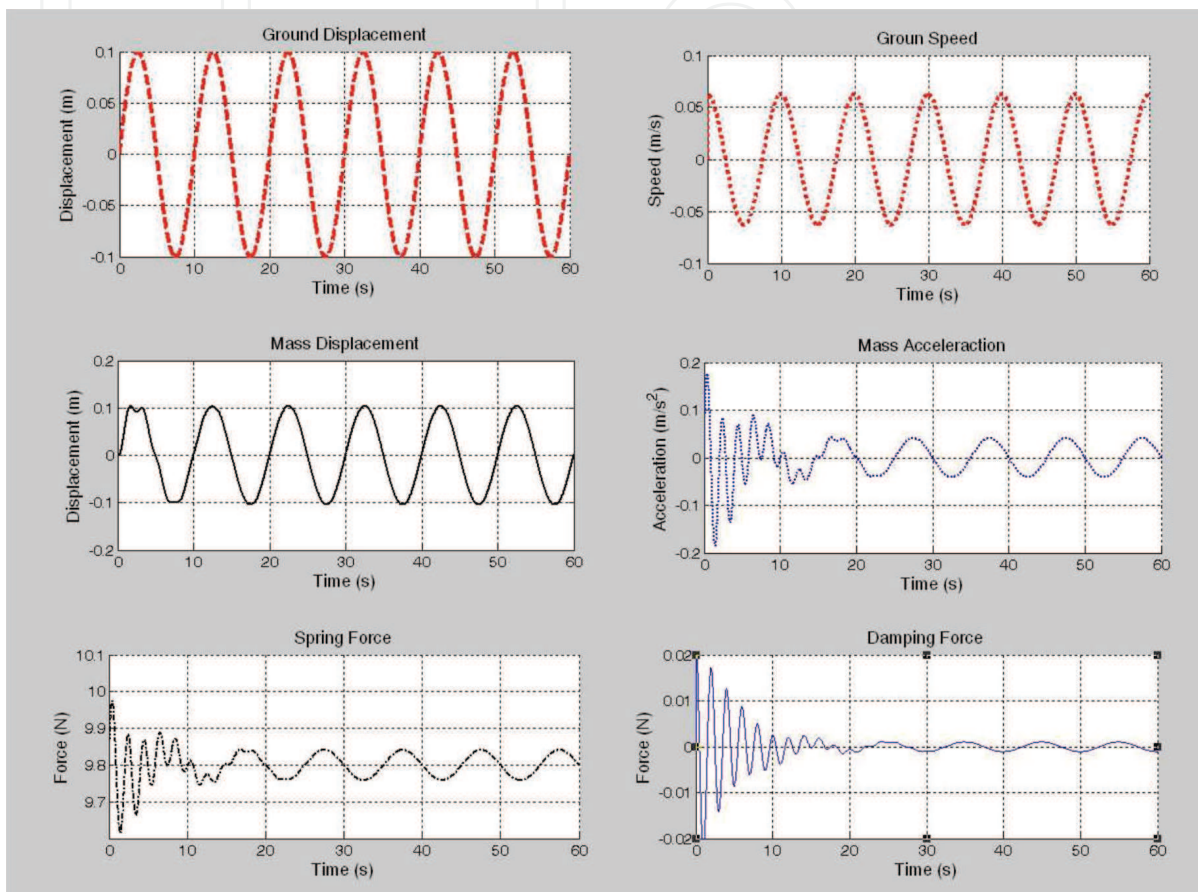 Ground Displacement
0.1
0.05
0
-0.05
-0.1
Displacement (m)
0 10 20 30 40 50 60
Time (s)
Groun Speed
0.1
0.05
0
-0.05
-0.1
Speed (m/s)
0 10 20 30 40 50 60
Time (s)
Mass Displacement
0.2
0.1
0
-0.1
-0.2
Displacement (m)
0 10 20 30 40 50 60
Time (s)
Mass Acceleraction
0.2
0.1
0
-0.1
-0.2
Acceleration (m/s²)
0 10 20 30 40 50 60
Time (s)
Spring Force
10.1
10
9.9
9.8
9.7
Force (N)
0 10 20 30 40 50 60
Time (s)
Damping Force
0.02
0.01
0
-0.01
-0.02
Force (N)
0 10 20 30 40 50 60
Time (s)